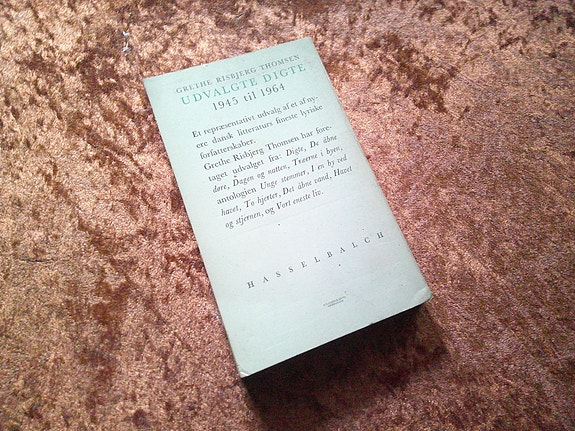 GRETHE RISBJERG THOMSEN
UDVALGTE DIGTE
1945 til 1964
Et repræsentativt udvalg af et af ny-
ere dansk litteraturs fineste lyriske
forfatterskaber.
Grethe Risbjerg Thomsen har fore-
taget udvalget fra: Digte, De åbne
døre, Dagen og natten, Træerne i byen,
antologien Unge stemmer, I en by ved
havet, To hjerter, Det åbne vand, Havet
og stjernen, og Vort eneste liv.
HASSELBALCH